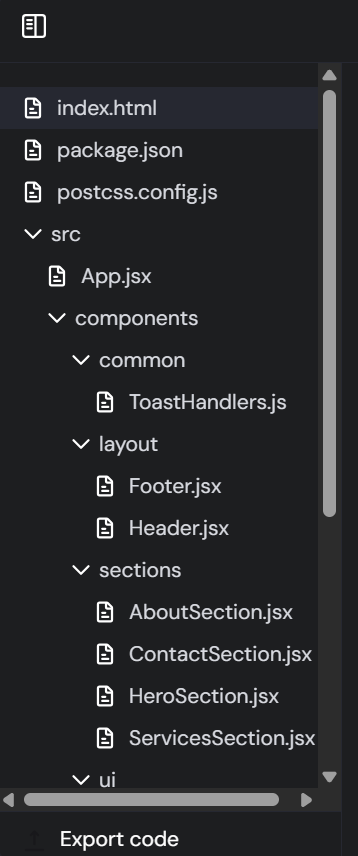 index.html
package.json
postcss.config.js
src
App.jsx
components
common
ToastHandlers.js
layout
Footer.jsx
Header.jsx
sections
AboutSection.jsx
ContactSection.jsx
HeroSection.jsx
ServicesSection.jsx
ui
Export code